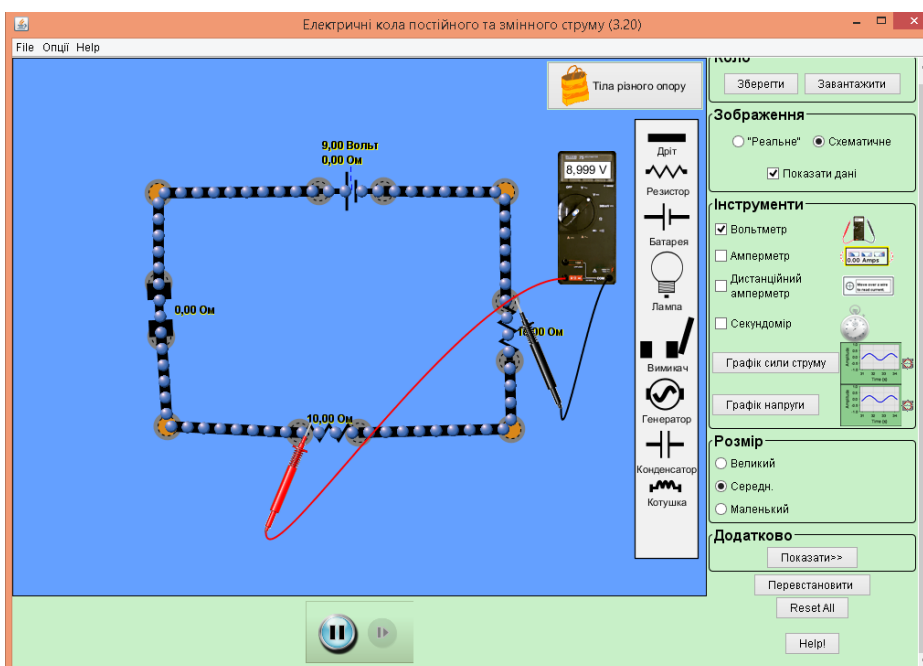 Електричні кола постійного та змінного струму (3.20)
File Опції Help
Тіла різного опору
9,00 Вольт
0,00 Ом
8,999 V
0,00 Ом
10,00 Ом
Дріт
Резистор
Батарея
Лампа
Вимикач
Генератор
Конденсатор
Котушка
Коло
Зберегти Завантажити
Зображення
"Реальне" Схематичне
Показати дані
Інструменти
Вольтметр
Амперметр
0.00 Amps
Дистанційний
амперметр
Секундомір
Графік сили струму
Графік напруги
Розмір
Великий
Середн.
Маленький
Додатково
Показати>>
Перевстановити
Reset All
Help!